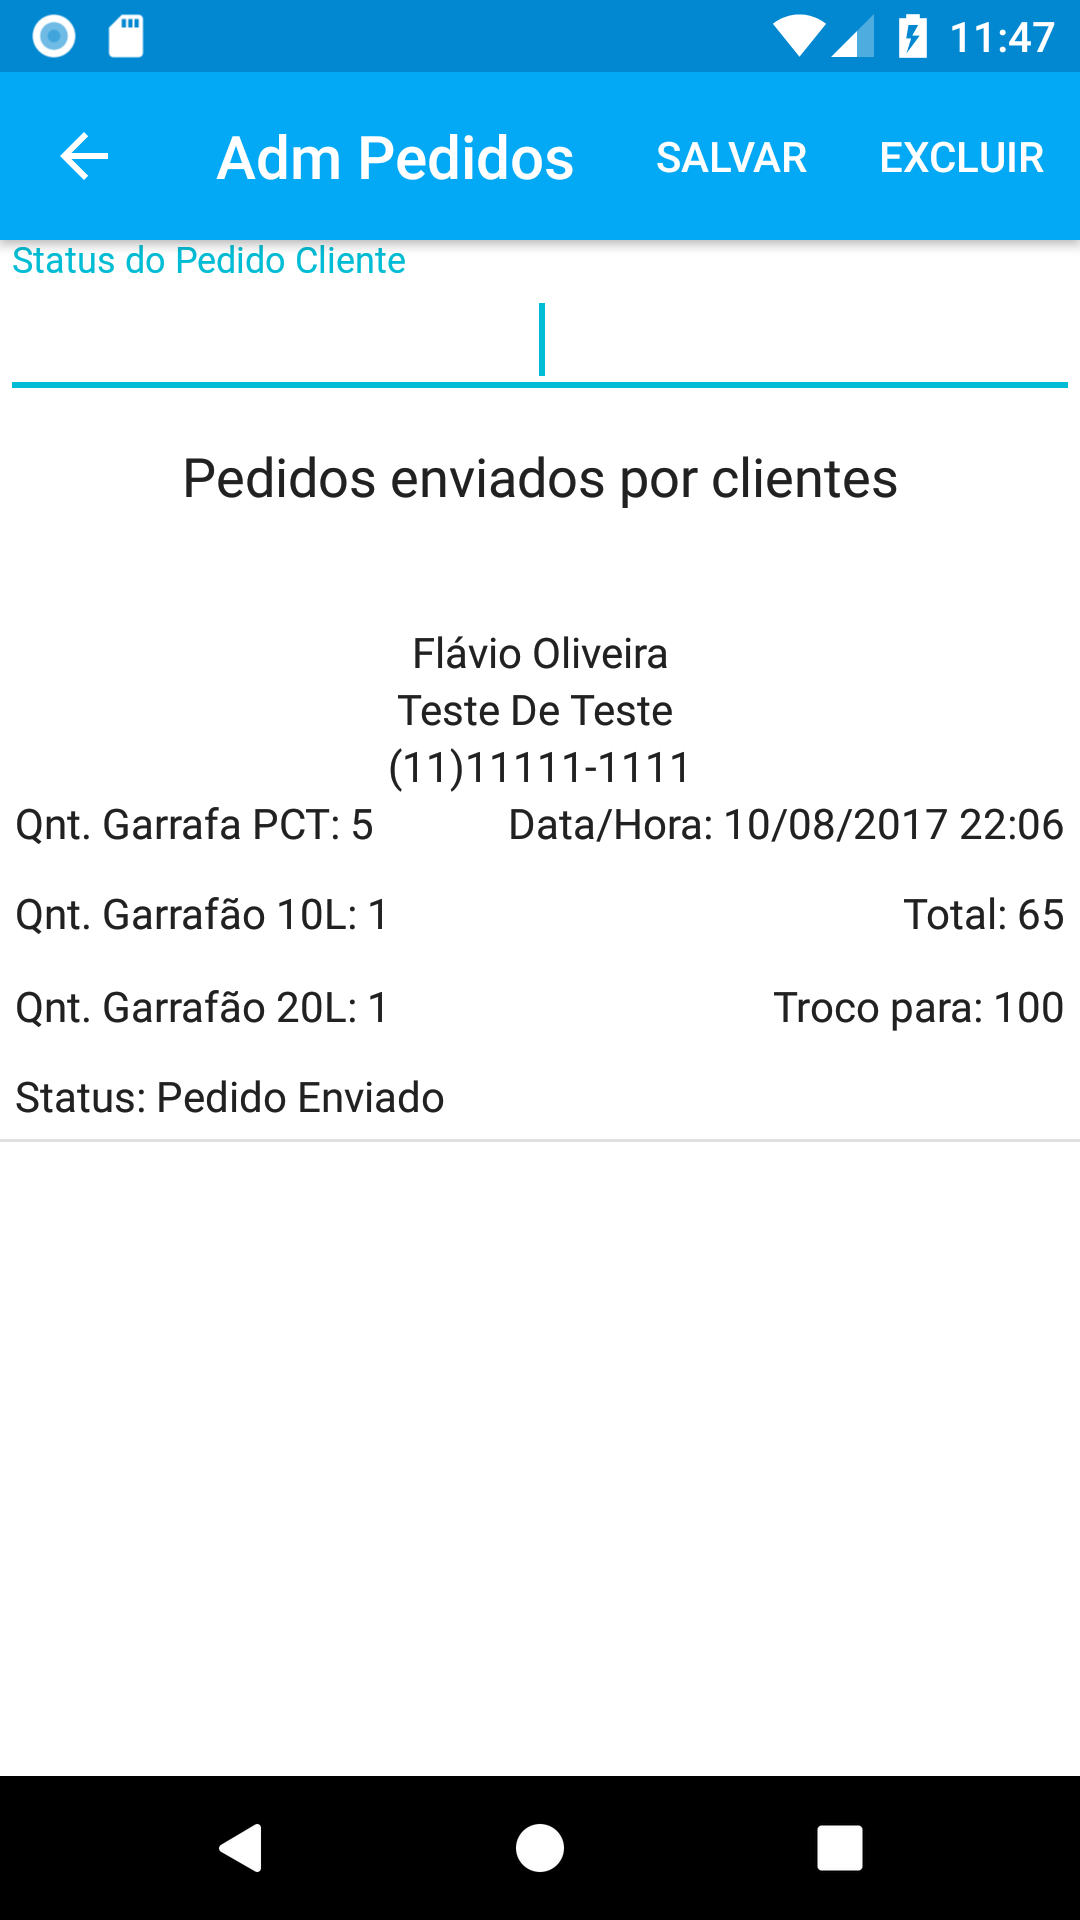 11:47
Adm Pedidos SALVAR EXCLUIR
Status do Pedido Cliente
Pedidos enviados por clientes
Flávio Oliveira
Teste De Teste
(11)11111-1111
Qnt. Garrafa PCT: 5 Data/Hora: 10/08/2017 22:06
Qnt. Garrafão 10L: 1 Total: 65
Qnt. Garrafão 20L: 1 Troco para: 100
Status: Pedido Enviado